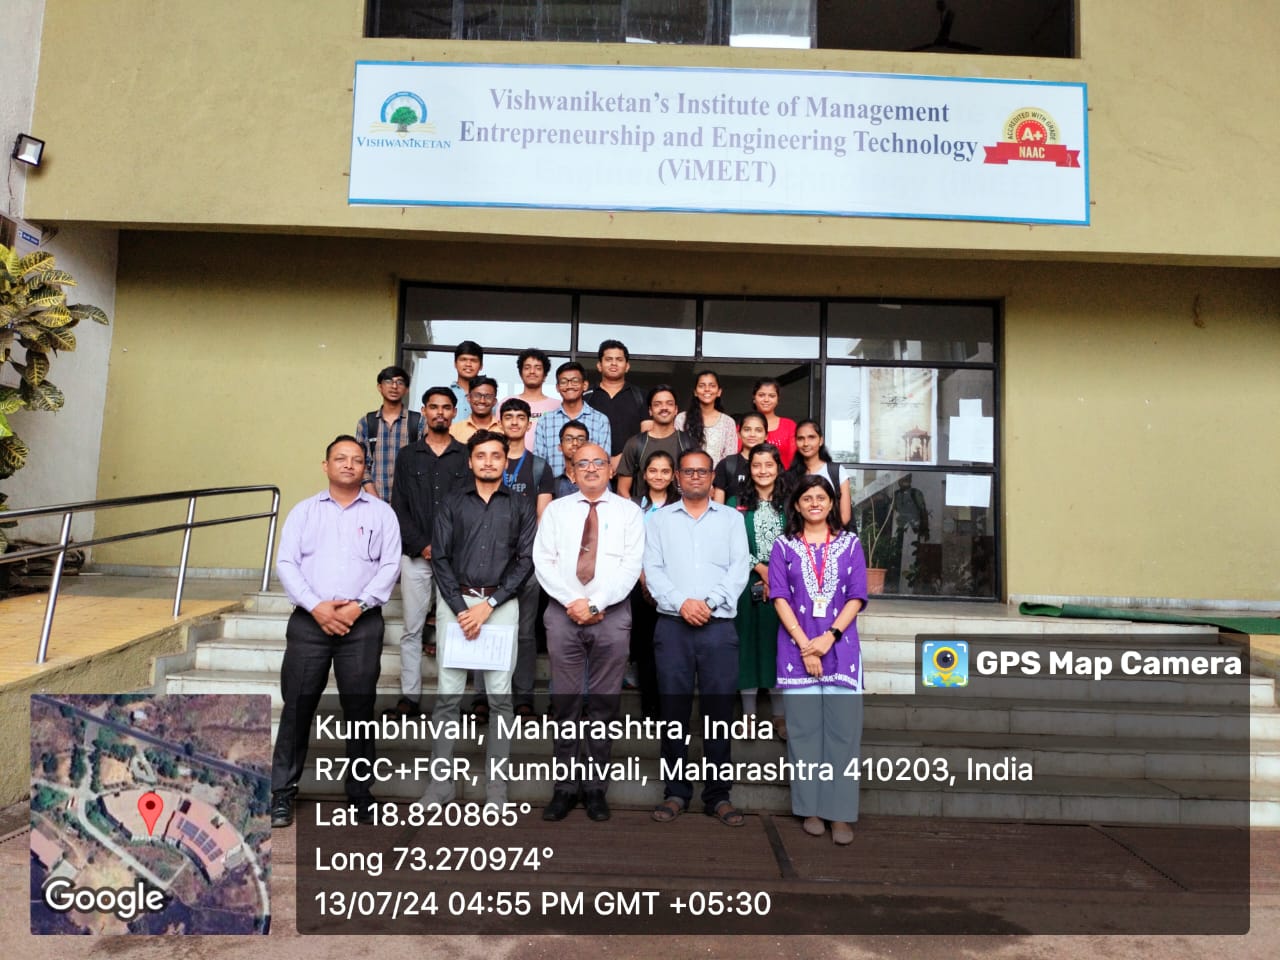 Vishwaniketan's Institute of Management
Entrepreneurship and Engineering Technology
(ViMEET)
VISHWANIKETAN
ACCREDITED WITH GRADE
A+
NAAC
GPS Map Camera
Kumbhivali, Maharashtra, India
R7CC+FGR, Kumbhivali, Maharashtra 410203, India
Lat 18.820865°
Long 73.270974°
13/07/24 04:55 PM GMT +05:30
Google